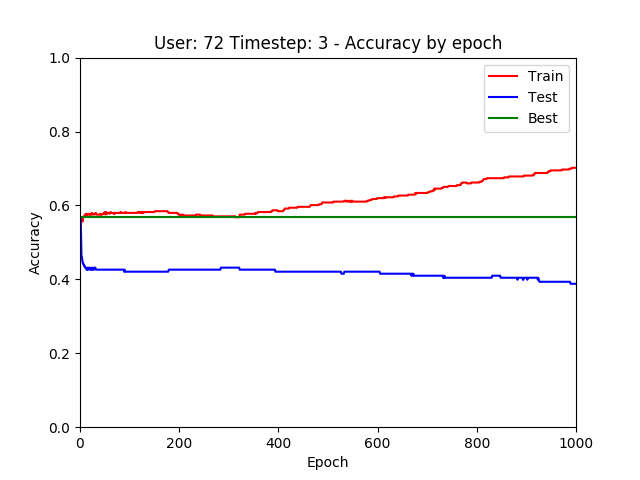 User: 72 Timestep: 3 - Accuracy by epoch
1.0
0.8
0.6
0.4
0.2
0.0
Accuracy
Train
Test
Best
0 200 400 600 800 1000
Epoch